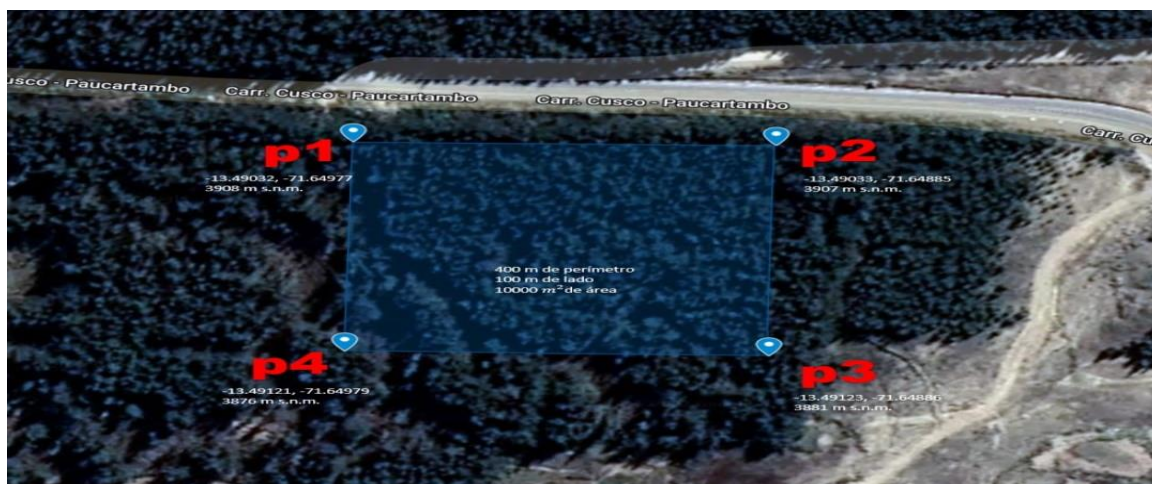 usco - Paucartambo
Carr. Cusco - Paucartambo
Carr. Cusco - Paucartambo
Carr. Cu
p1
-13.49032, -71.64977
3908 m s.n.m.
p2
-13.49033, -71.64885
3907 m s.n.m.
400 m de perímetro
100 m de lado
10000 m² de área
p4
-13.49121, -71.64979
3876 m s.n.m.
p3
-13.49123, -71.64886
3881 m s.n.m.